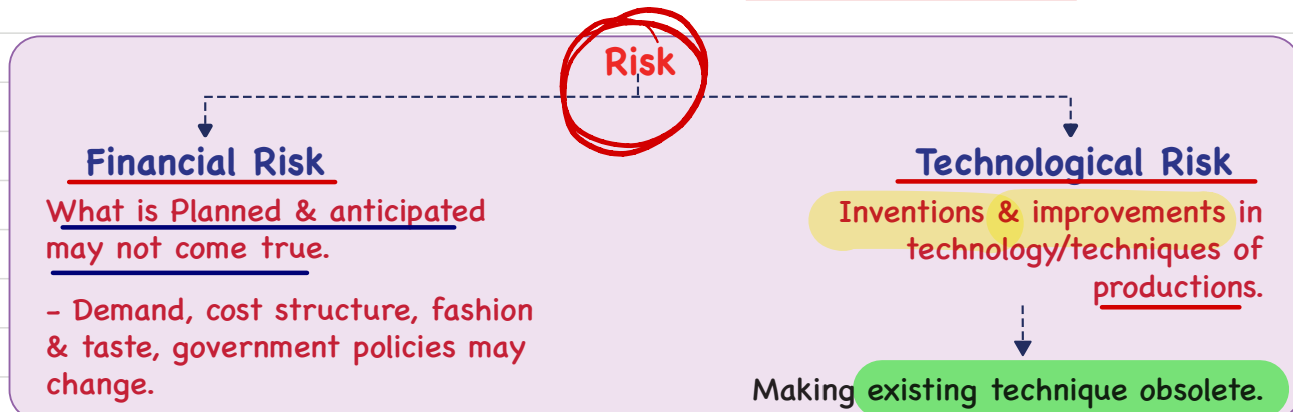 Risk
Financial Risk
What is Planned & anticipated
may not come true.
- Demand, cost structure, fashion
& taste, government policies may
change.
Technological Risk
Inventions & improvements in
technology/techniques of
productions.
Making existing technique obsolete.